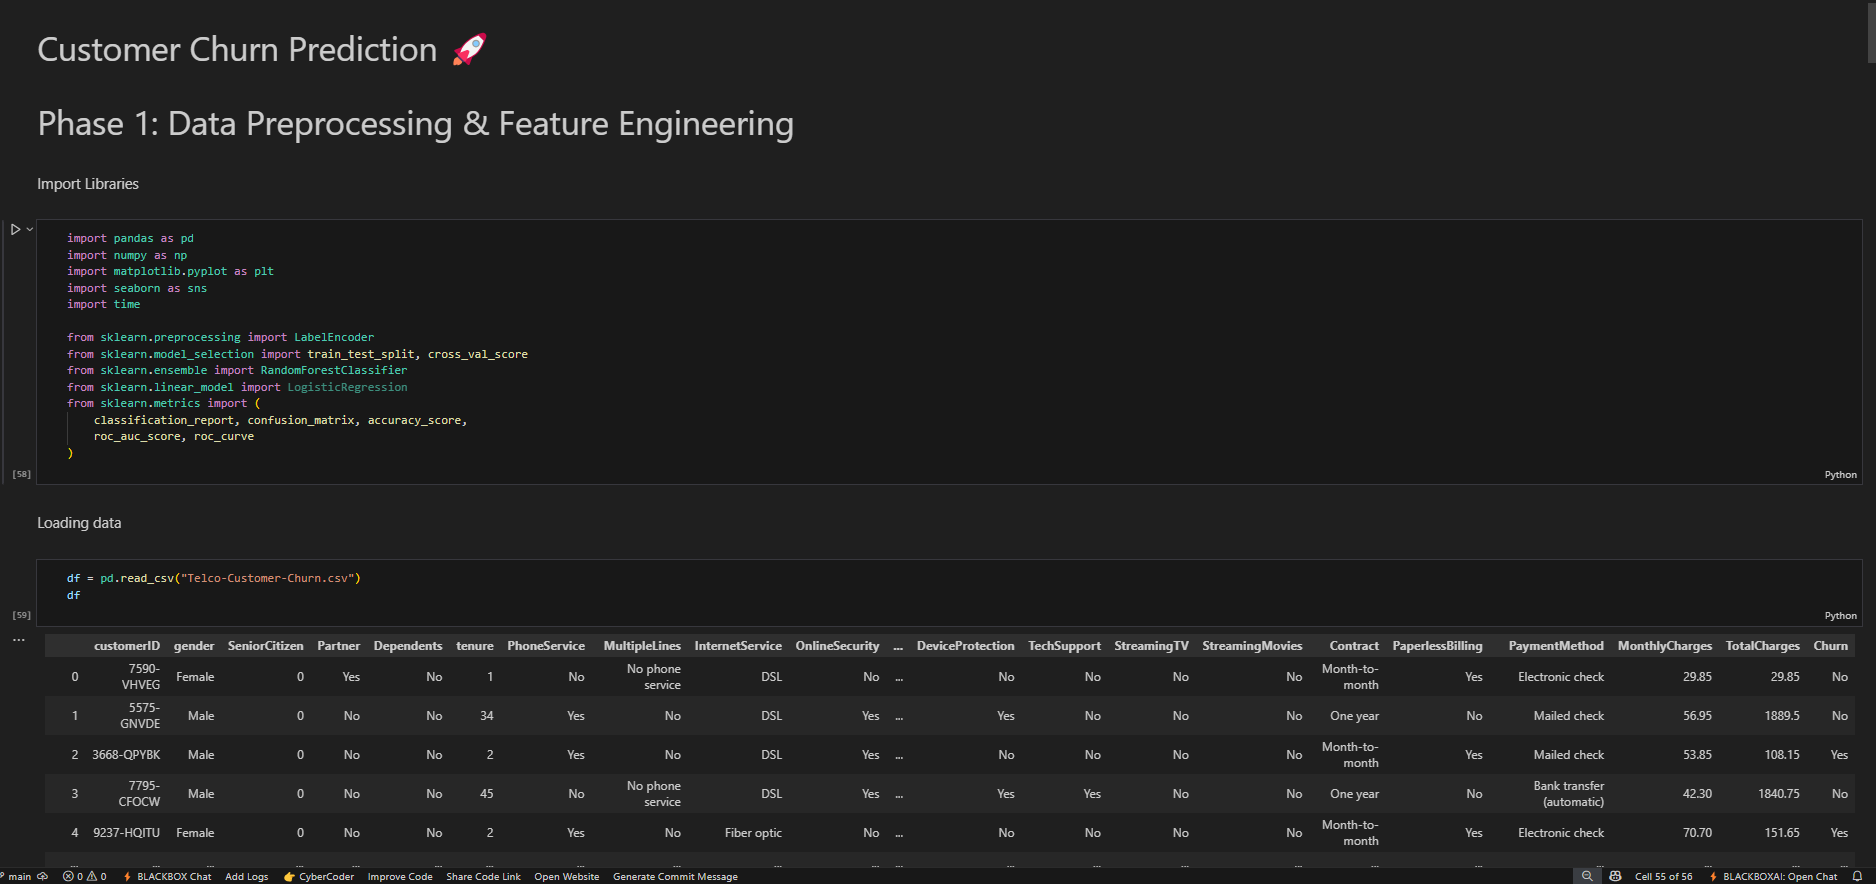 Customer Churn Prediction 🚀
Phase 1: Data Preprocessing & Feature Engineering
Import Libraries
import pandas as pd
import numpy as np
import matplotlib.pyplot as plt
import seaborn as sns
import time
from sklearn.preprocessing import LabelEncoder
from sklearn.model_selection import train_test_split, cross_val_score
from sklearn.ensemble import RandomForestClassifier
from sklearn.linear_model import LogisticRegression
from sklearn.metrics import (
    classification_report, confusion_matrix, accuracy_score,
    roc_auc_score, roc_curve
)
[58] Python
Loading data
df = pd.read_csv("Telco-Customer-Churn.csv")
df
[59] Python
... customerID gender SeniorCitizen Partner Dependents tenure PhoneService MultipleLines InternetService OnlineSecurity ... DeviceProtection TechSupport StreamingTV StreamingMovies Contract PaperlessBilling PaymentMethod MonthlyCharges TotalCharges Churn
0 7590-VHVEG Female 0 Yes No 1 No No phone service DSL No ... No No No No Month-to-month Yes Electronic check 29.85 29.85 No
1 5575-GNVDE Male 0 No No 34 Yes No DSL Yes ... Yes No No No One year No Mailed check 56.95 1889.5 No
2 3668-QPYBK Male 0 No No 2 Yes No DSL Yes ... No No No No Month-to-month Yes Mailed check 53.85 108.15 Yes
3 7795-CFOCW Male 0 No No 45 No No phone service DSL Yes ... Yes Yes No No One year No Bank transfer (automatic) 42.30 1840.75 No
4 9237-HQITU Female 0 No No 2 Yes No Fiber optic No ... No No No No Month-to-month Yes Electronic check 70.70 151.65 Yes
... ... ... ... ... ... ... ... ... ... ... ... ... ... ... ... ... ... ... ... ... ...
main 0 0 BLACKBOX Chat Add Logs 👉 CyberCoder Improve Code Share Code Link Open Website Generate Commit Message Cell 55 of 56 BLACKBOXAI: Open Chat